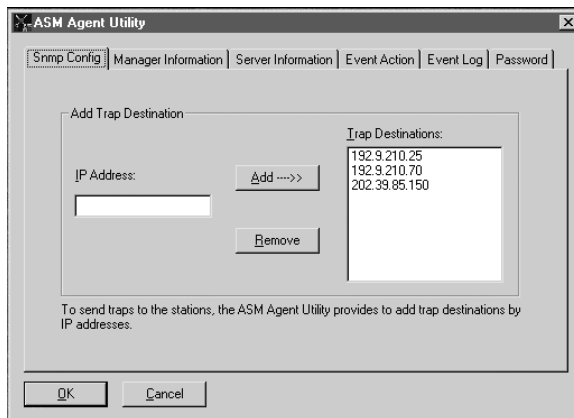 ASM Agent Utility
Snmp Config Manager Information Server Information Event Action Event Log Password
Add Trap Destination
Trap Destinations:
IP Address:
Add ---->>
Remove
192.9.210.25
192.9.210.70
202.39.85.150
To send traps to the stations, the ASM Agent Utility provides to add trap destinations by
IP addresses.
OK Cancel